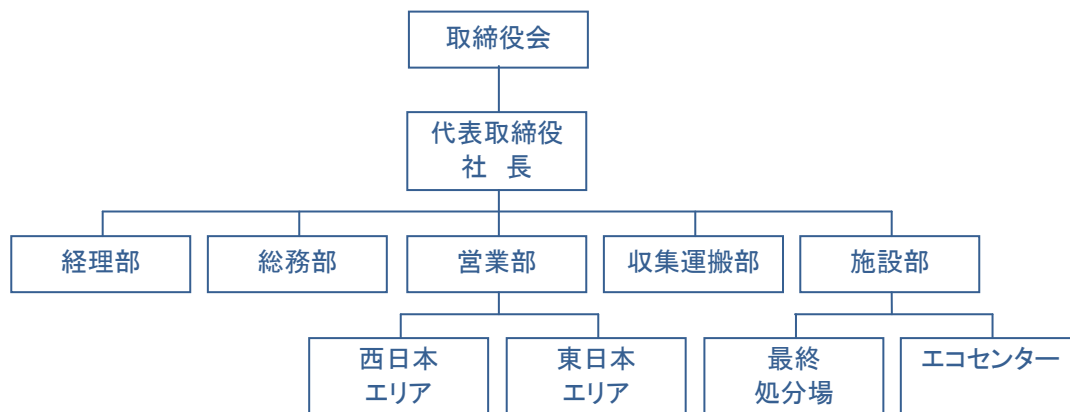 取締役会
代表取締役
社　長
経理部
総務部
営業部
収集運搬部
施設部
西日本
エリア
東日本
エリア
最終
処分場
エコセンター